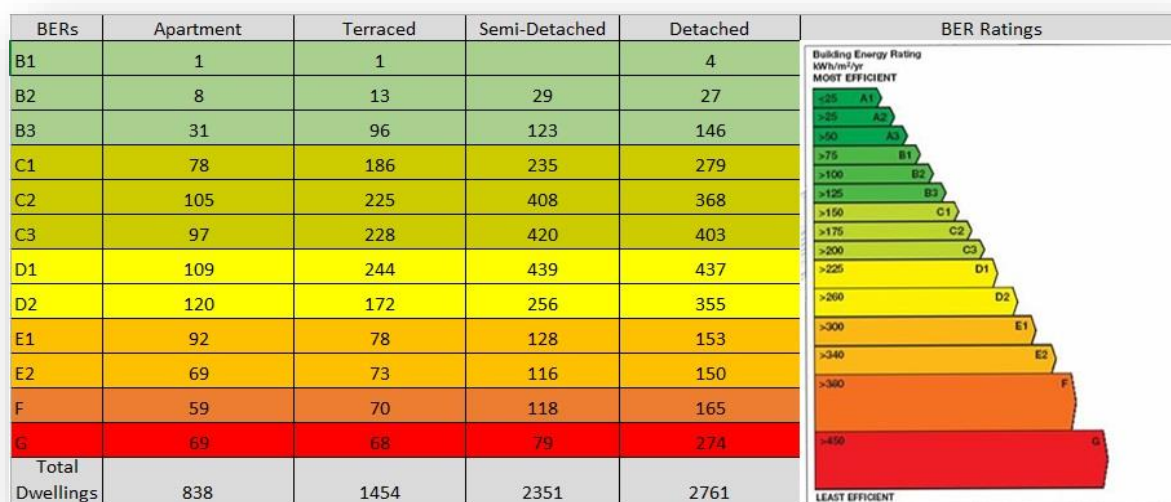 BERs Apartment Terraced Semi-Detached Detached BER Ratings
B1 1 1 4
B2 8 13 29 27
B3 31 96 123 146
C1 78 186 235 279
C2 105 225 408 368
C3 97 228 420 403
D1 109 244 439 437
D2 120 172 256 355
E1 92 78 128 153
E2 69 73 116 150
F 59 70 118 165
G 69 68 79 274
Total
Dwellings 838 1454 2351 2761
Building Energy Rating
kWh/m²/yr
MOST EFFICIENT
≤25 A1
>25 A2
>50 A3
>75 B1
>100 B2
>125 B3
>150 C1
>175 C2
>200 C3
>225 D1
>260 D2
>300 E1
>340 E2
>380 F
>450 G
LEAST EFFICIENT